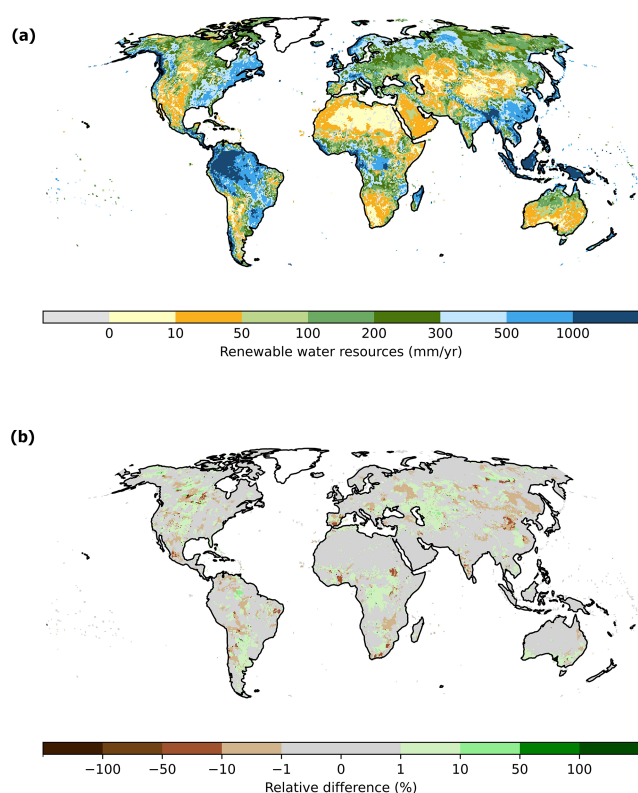 (a)
0 10 50 100 200 300 500 1000
Renewable water resources (mm/yr)
(b)
−100 −50 −10 −1 0 1 10 50 100
Relative difference (%)